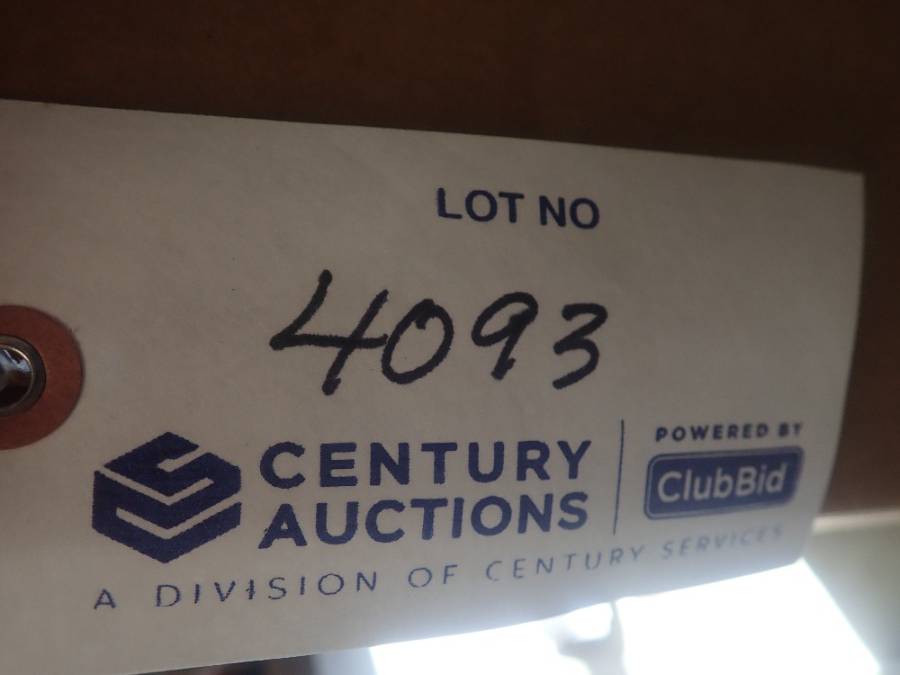 LOT NO
4093
CENTURY
AUCTIONS
POWERED BY
ClubBid
A DIVISION OF CENTURY SERVICES